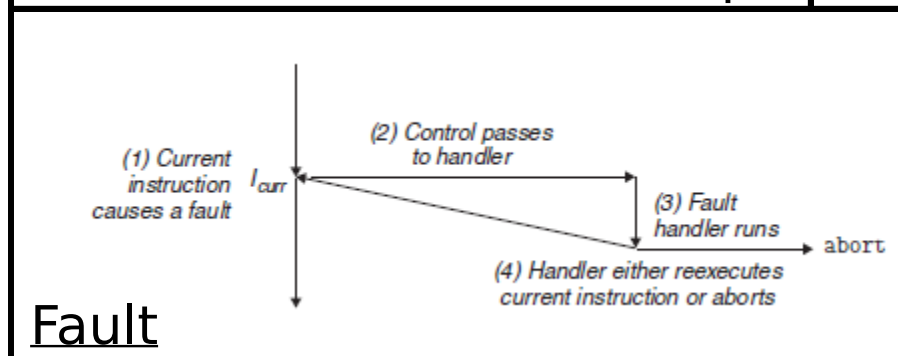 (1) Current
instruction
causes a fault
I curr
(2) Control passes
to handler
(3) Fault
handler runs
abort
(4) Handler either reexecutes
current instruction or aborts
Fault